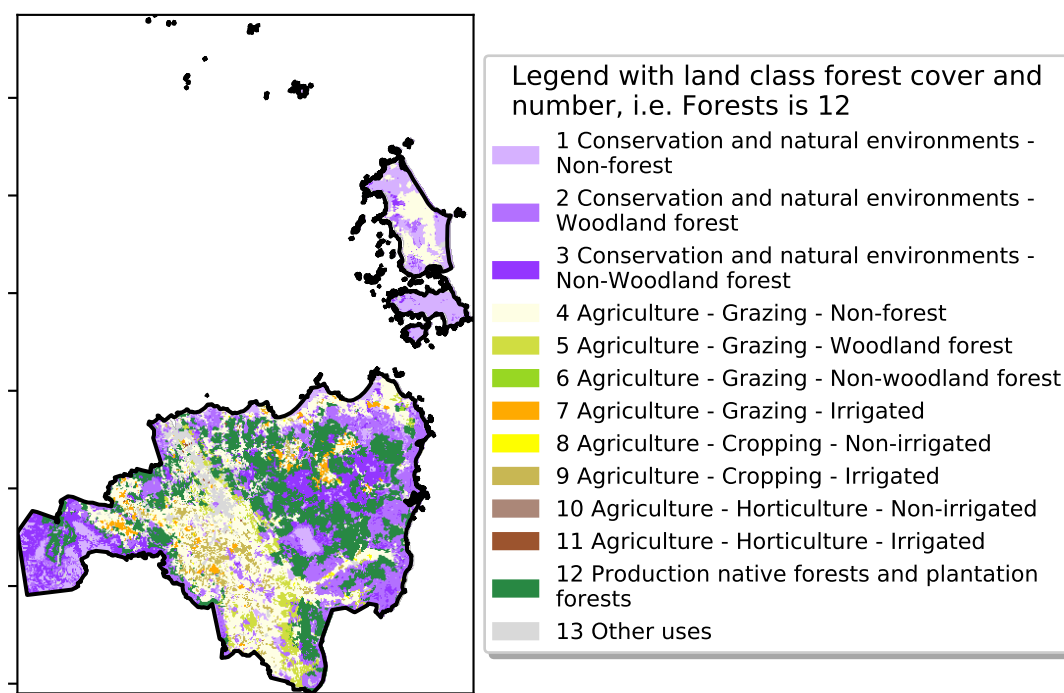 Legend with land class forest cover and
number, i.e. Forests is 12
1 Conservation and natural environments -
Non-forest
2 Conservation and natural environments -
Woodland forest
3 Conservation and natural environments -
Non-Woodland forest
4 Agriculture - Grazing - Non-forest
5 Agriculture - Grazing - Woodland forest
6 Agriculture - Grazing - Non-woodland forest
7 Agriculture - Grazing - Irrigated
8 Agriculture - Cropping - Non-irrigated
9 Agriculture - Cropping - Irrigated
10 Agriculture - Horticulture - Non-irrigated
11 Agriculture - Horticulture - Irrigated
12 Production native forests and plantation
forests
13 Other uses